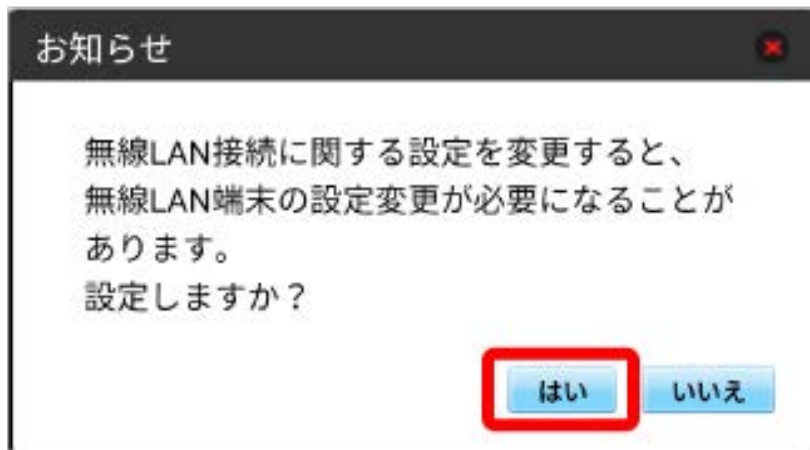 お知らせ
無線LAN接続に関する設定を変更すると、
無線LAN端末の設定変更が必要になることが
あります。
設定しますか？
はい
いいえ